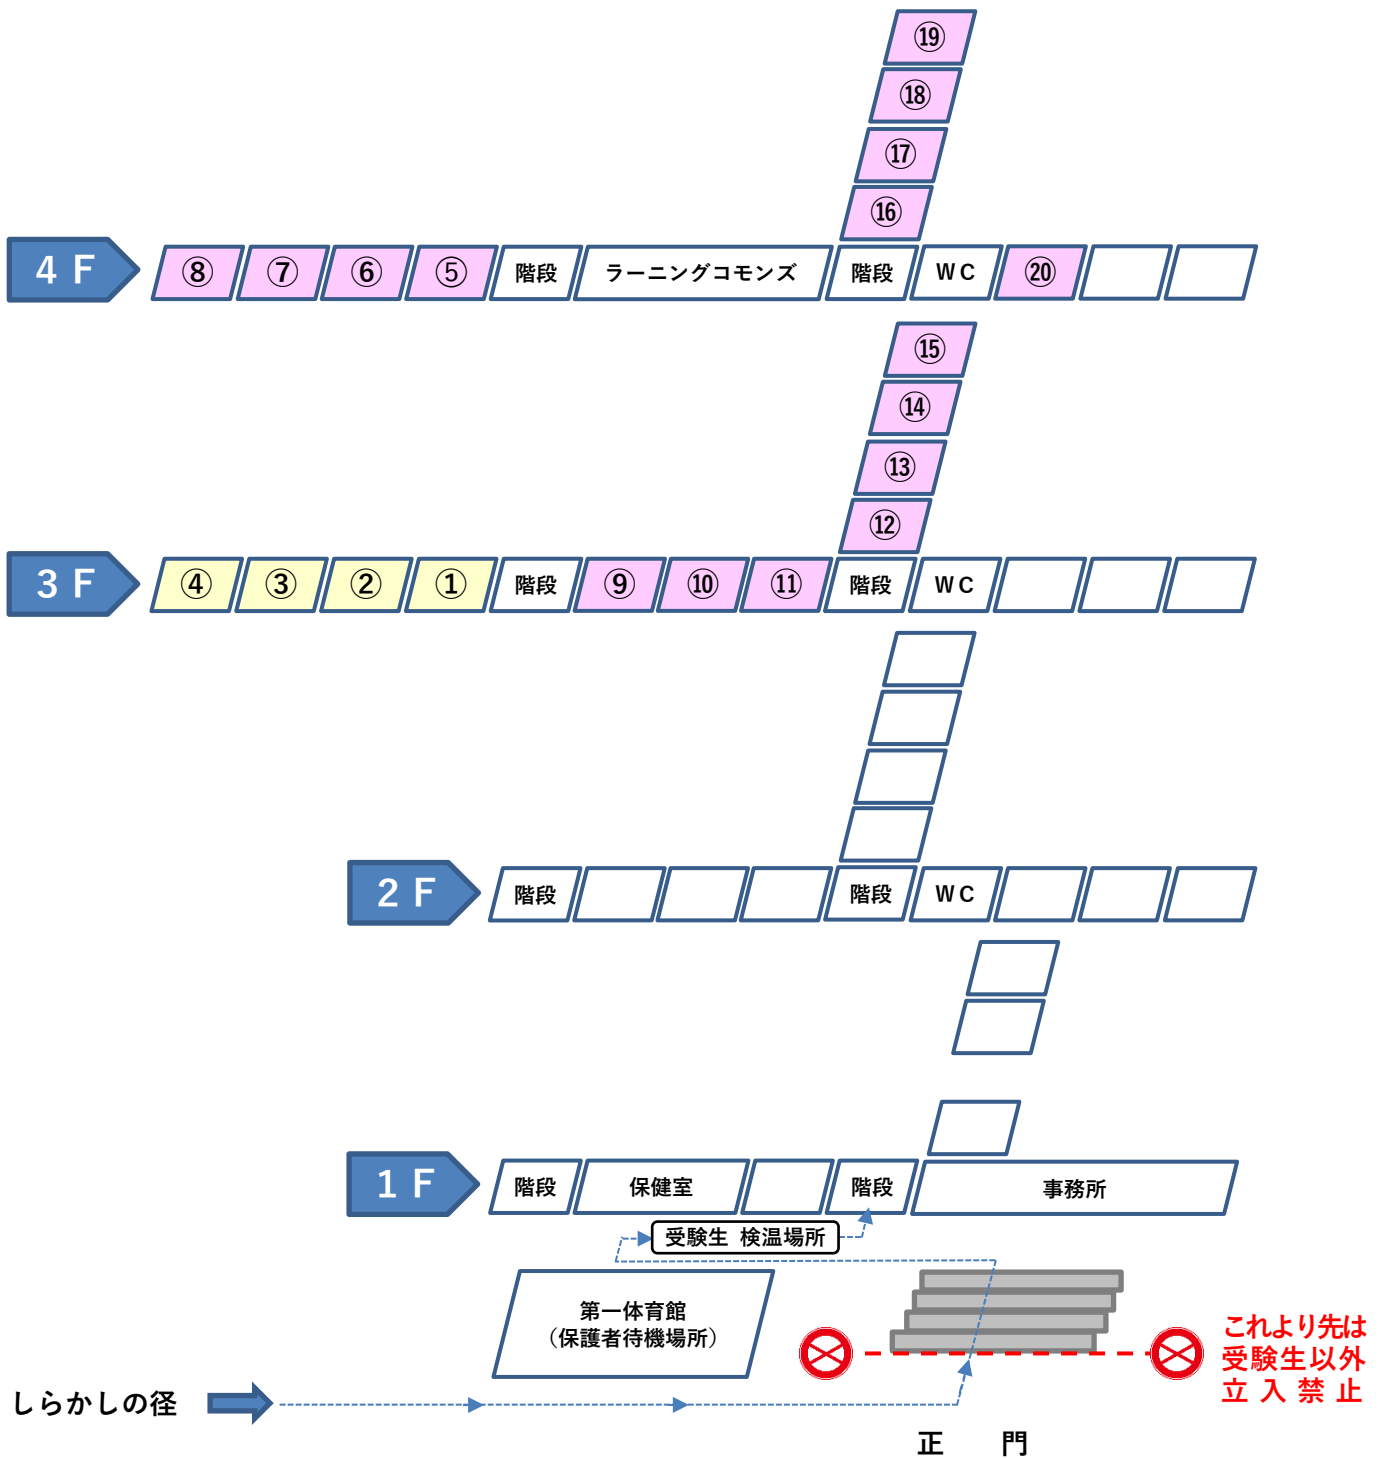 ⑲
⑱
⑰
⑯
4 F
⑧ ⑦ ⑥ ⑤ 階段 ラーニングコモンズ 階段 WC ⑳
⑮
⑭
⑬
⑫
3 F
④ ③ ② ① 階段 ⑨ ⑩ ⑪ 階段 WC
2 F
階段 階段 WC
1 F
階段 保健室 階段 事務所
受験生 検温場所
第一体育館
（保護者待機場所）
これより先は
受験生以外
立入禁止
しらかしの径
正 門